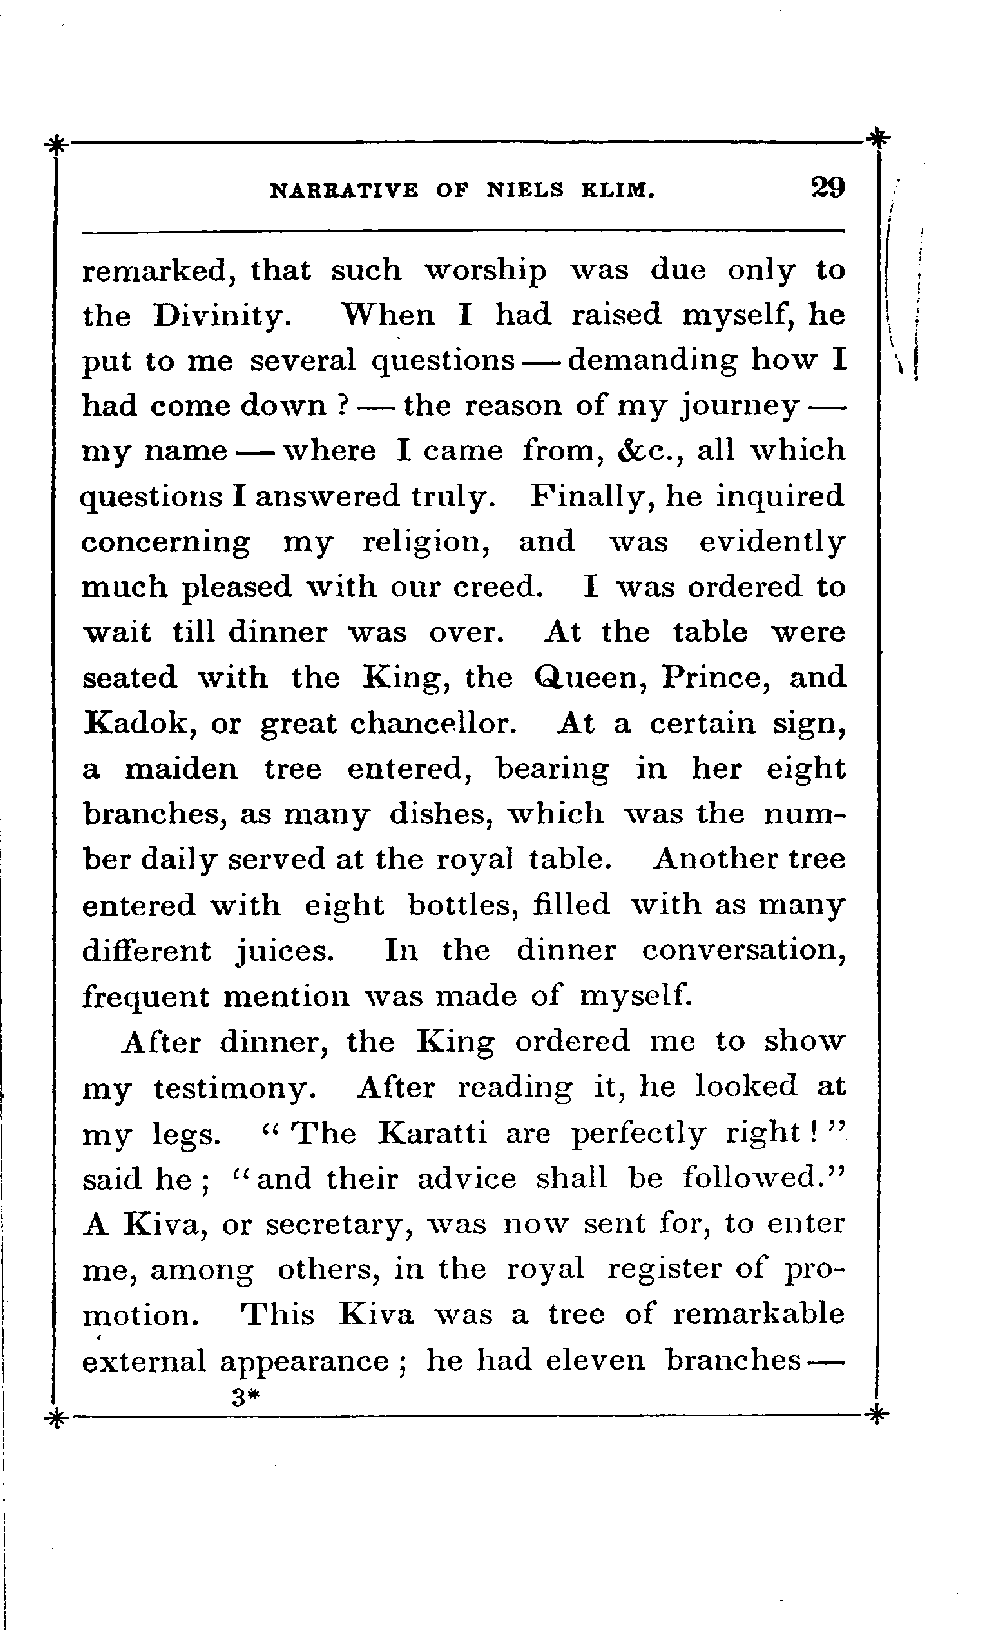 NARRATIVE OF NIELS KLIM. 29
remarked, that such worship was due only to
the Divinity. When I had raised myself, he
put to me several questions — demanding how I
had come down ? — the reason of my journey —
my name — where I came from, &c., all which
questions I answered truly. Finally, he inquired
concerning my religion, and was evidently
much pleased with our creed. I was ordered to
wait till dinner was over. At the table were
seated with the King, the Queen, Prince, and
Kadok, or great chancellor. At a certain sign,
a maiden tree entered, bearing in her eight
branches, as many dishes, which was the num-
ber daily served at the royal table. Another tree
entered with eight bottles, filled with as many
different juices. In the dinner conversation,
frequent mention was made of myself.
After dinner, the King ordered me to show
my testimony. After reading it, he looked at
my legs. “ The Karatti are perfectly right ! ”
said he ; “ and their advice shall be followed.”
A Kiva, or secretary, was now sent for, to enter
me, among others, in the royal register of pro-
motion. This Kiva was a tree of remarkable
external appearance ; he had eleven branches —
3*